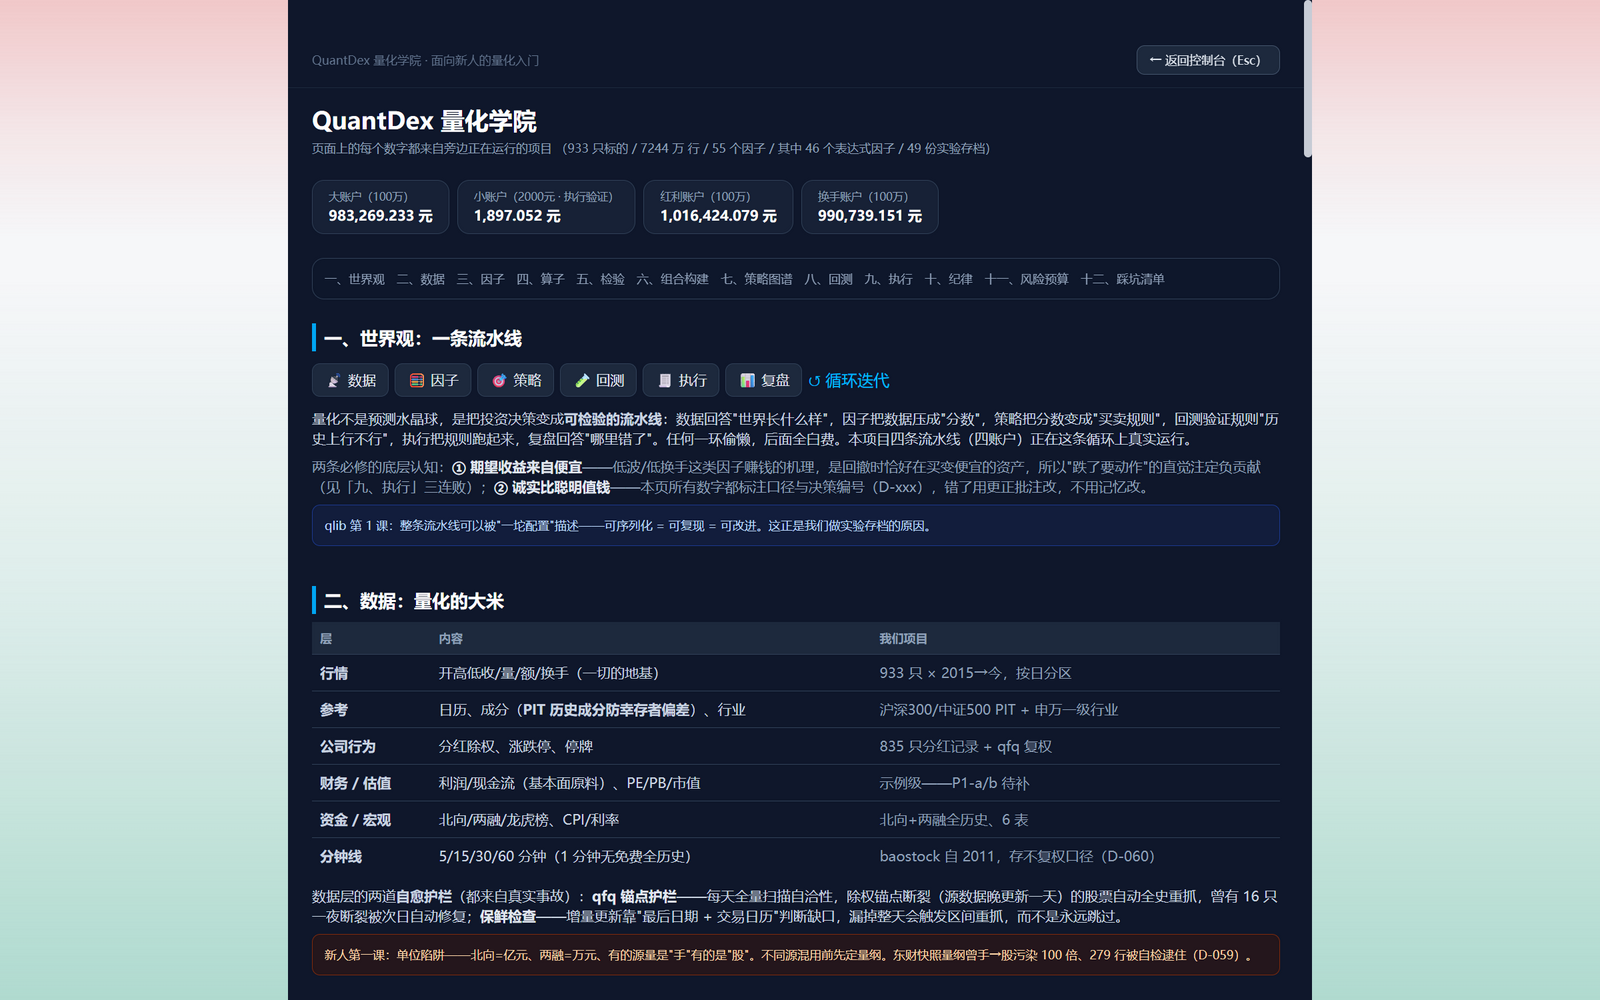 QuantDex 量化学院 · 面向新人的量化入门
← 返回控制台（Esc）
QuantDex 量化学院
页面上的每个数字都来自旁边正在运行的项目 （933 只标的 / 7244 万 行 / 55 个因子 / 其中 46 个表达式因子 / 49 份实验存档）
大账户（100万）
983,269.233 元
小账户（2000元 · 执行验证）
1,897.052 元
红利账户（100万）
1,016,424.079 元
换手账户（100万）
990,739.151 元
一、世界观 二、数据 三、因子 四、算子 五、检验 六、组合构建 七、策略图谱 八、回测 九、执行 十、纪律 十一、风险预算 十二、踩坑清单
一、世界观：一条流水线
数据 因子 策略 回测 执行 复盘 ↺ 循环迭代
量化不是预测水晶球，是把投资决策变成可检验的流水线：数据回答"世界长什么样"，因子把数据压成"分数"，策略把分数变成"买卖规则"，回测验证规则"历
史上行不行"，执行把规则跑起来，复盘回答"哪里错了"。任何一环偷懒，后面全白费。本项目四条流水线（四账户）正在这条循环上真实运行。
两条必修的底层认知：① 期望收益来自便宜——低波/低换手这类因子赚钱的机理，是回撤时恰好在买变便宜的资产，所以"跌了要动作"的直觉注定负贡献
（见「九、执行」三连败）；② 诚实比聪明值钱——本页所有数字都标注口径与决策编号（D-xxx），错了用更正批注改，不用记忆改。
qlib 第 1 课：整条流水线可以被"一坨配置"描述——可序列化 = 可复现 = 可改进。这正是我们做实验存档的原因。
二、数据：量化的大米
层 内容 我们项目
行情 开高低收/量/额/换手（一切的地基） 933 只 × 2015→今，按日分区
参考 日历、成分（PIT 历史成分防幸存者偏差）、行业 沪深300/中证500 PIT + 申万一级行业
公司行为 分红除权、涨跌停、停牌 835 只分红记录 + qfq 复权
财务 / 估值 利润/现金流（基本面原料）、PE/PB/市值 示例级——P1-a/b 待补
资金 / 宏观 北向/两融/龙虎榜、CPI/利率 北向+两融全历史、6 表
分钟线 5/15/30/60 分钟（1 分钟无免费全历史） baostock 自 2011，存不复权口径（D-060）
数据层的两道自愈护栏（都来自真实事故）：qfq 锚点护栏——每天全量扫描自洽性，除权锚点断裂（源数据晚更新一天）的股票自动全史重抓，曾有 16 只
一夜断裂被次日自动修复；保鲜检查——增量更新靠"最后日期 + 交易日历"判断缺口，漏掉整天会触发区间重抓，而不是永远跳过。
新人第一课：单位陷阱——北向=亿元、两融=万元、有的源量是"手"有的是"股"。不同源混用前先定量纲。东财快照量纲曾手→股污染 100 倍、279 行被自检逮住（D-059）。